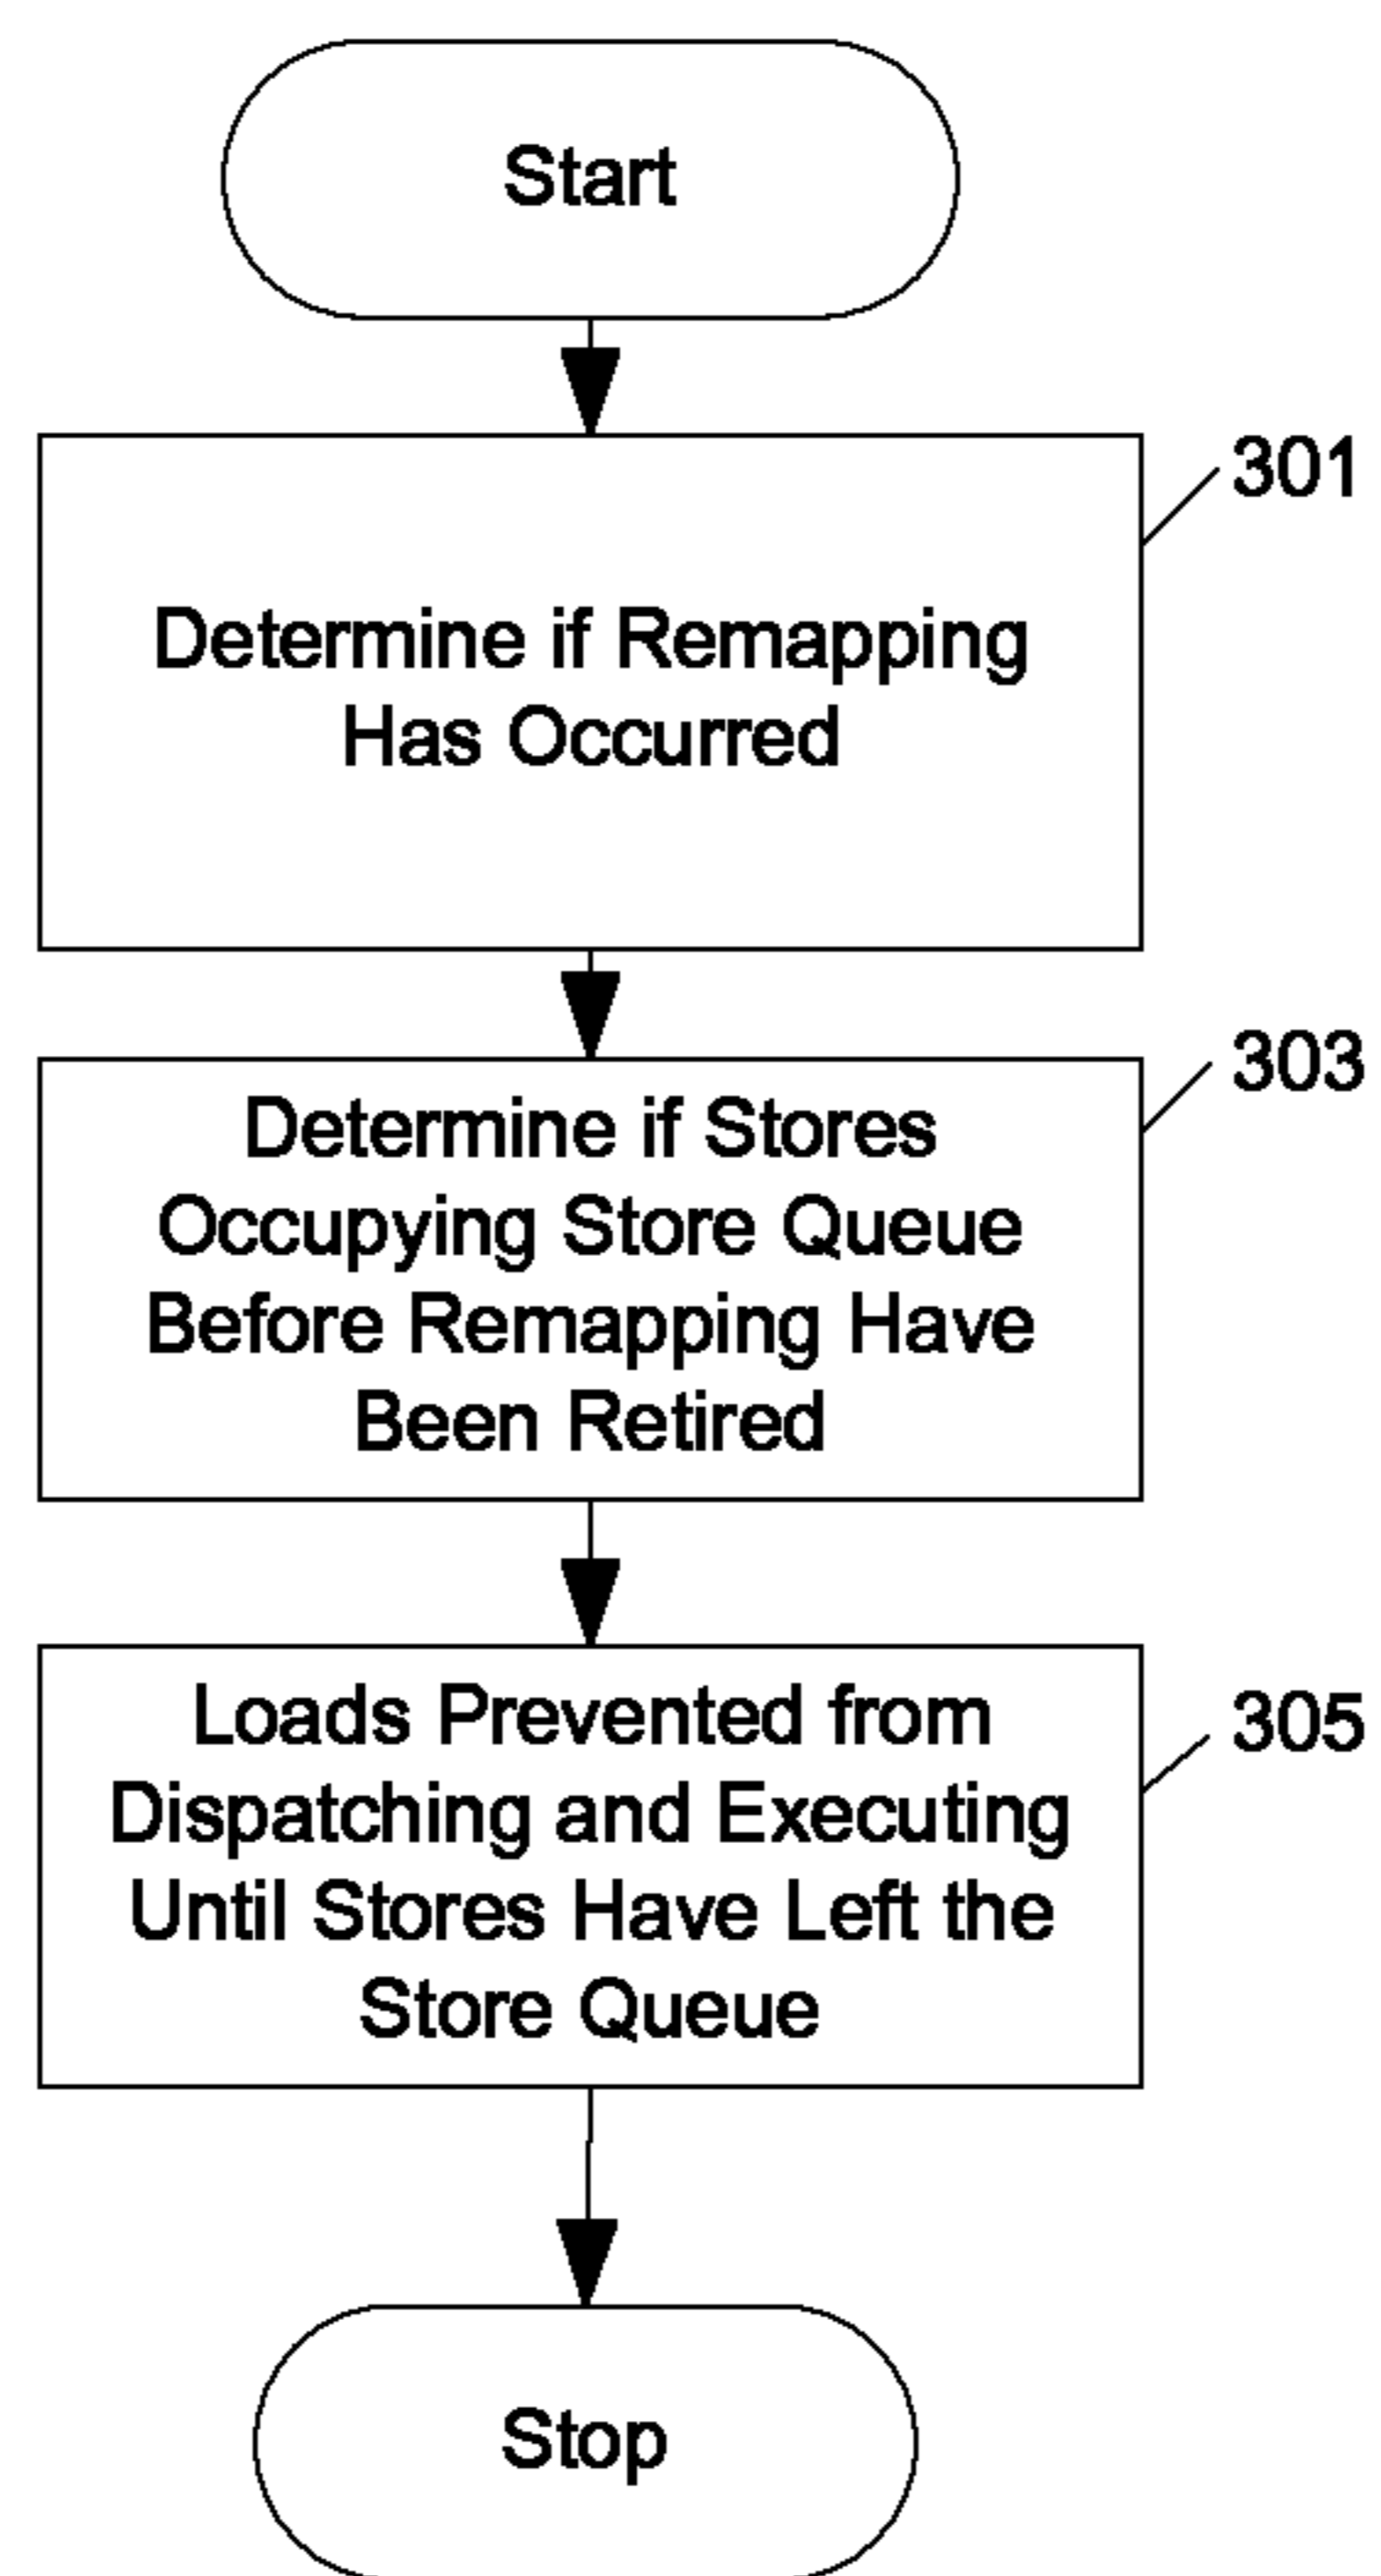 Start
301
Determine if Remapping
Has Occurred
303
Determine if Stores
Occupying Store Queue
Before Remapping Have
Been Retired
305
Loads Prevented from
Dispatching and Executing
Until Stores Have Left the
Store Queue
Stop